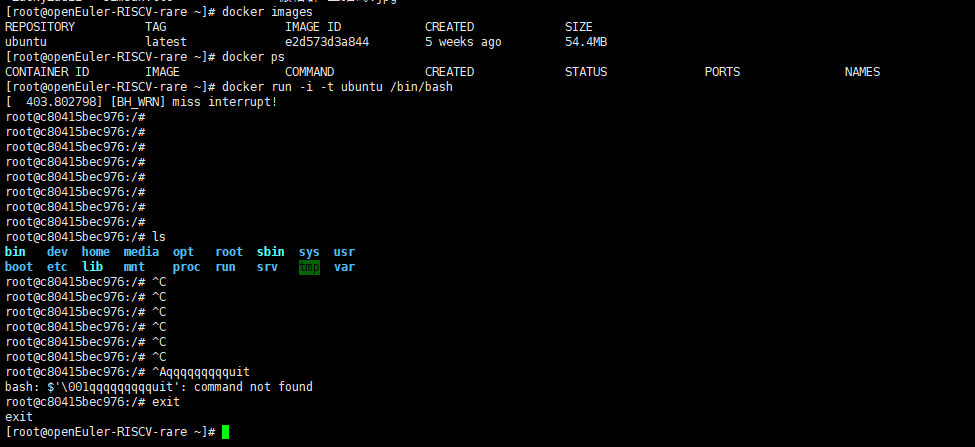 [root@openEuler-RISCV-rare ~]# docker images
REPOSITORY TAG IMAGE ID CREATED SIZE
ubuntu latest e2d573d3a844 5 weeks ago 54.4MB
[root@openEuler-RISCV-rare ~]# docker ps
CONTAINER ID IMAGE COMMAND CREATED STATUS PORTS NAMES
[root@openEuler-RISCV-rare ~]# docker run -i -t ubuntu /bin/bash
[ 403.802798] [BH_WRN] miss interrupt!
root@c80415bec976:/#
root@c80415bec976:/#
root@c80415bec976:/#
root@c80415bec976:/#
root@c80415bec976:/#
root@c80415bec976:/#
root@c80415bec976:/#
root@c80415bec976:/#
root@c80415bec976:/# ls
bin dev home media opt root sbin sys usr
boot etc lib mnt proc run srv tmp var
root@c80415bec976:/# ^C
root@c80415bec976:/# ^C
root@c80415bec976:/# ^C
root@c80415bec976:/# ^C
root@c80415bec976:/# ^C
root@c80415bec976:/# ^C
root@c80415bec976:/# ^Aqqqqqqqqqquit
bash: $'\001qqqqqqqqqquit': command not found
root@c80415bec976:/# exit
exit
[root@openEuler-RISCV-rare ~]#